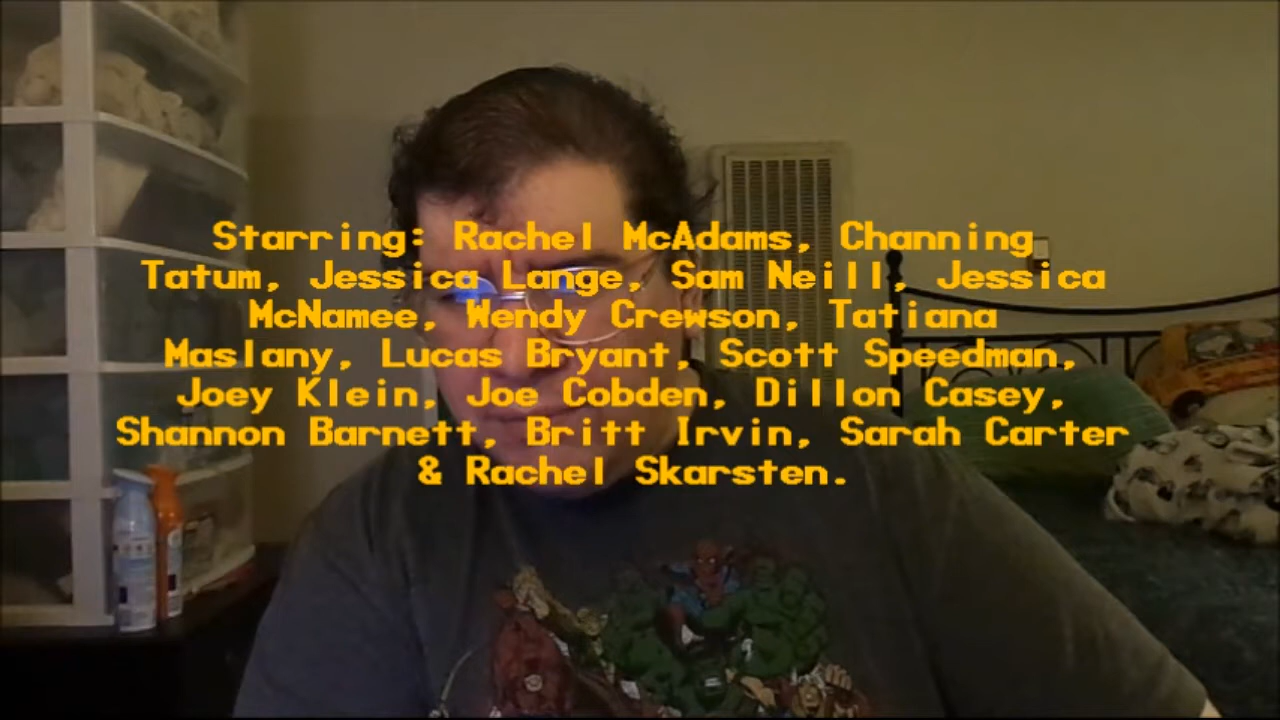 Starring: Rachel McAdams, Channing
Tatum, Jessica Lange, Sam Neill, Jessica
McNamee, Wendy Crewson, Tatiana
Maslany, Lucas Bryant, Scott Speedman,
Joey Klein, Joe Cobden, Dillon Casey,
Shannon Barnett, Britt Irvin, Sarah Carter
& Rachel Skarsten.